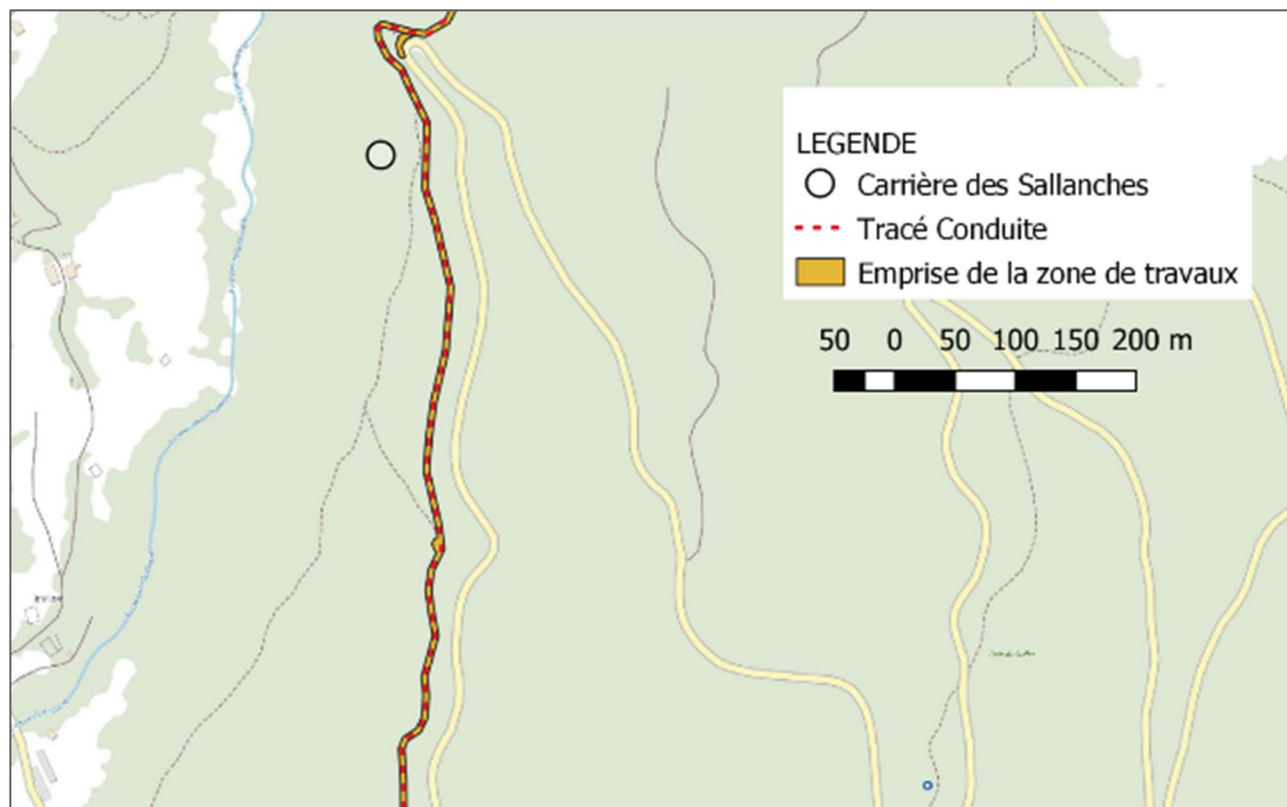 LEGENDE
Carrière des Sallanches
Tracé Conduite
Emprise de la zone de travaux
50 0 50 100 150 200 m